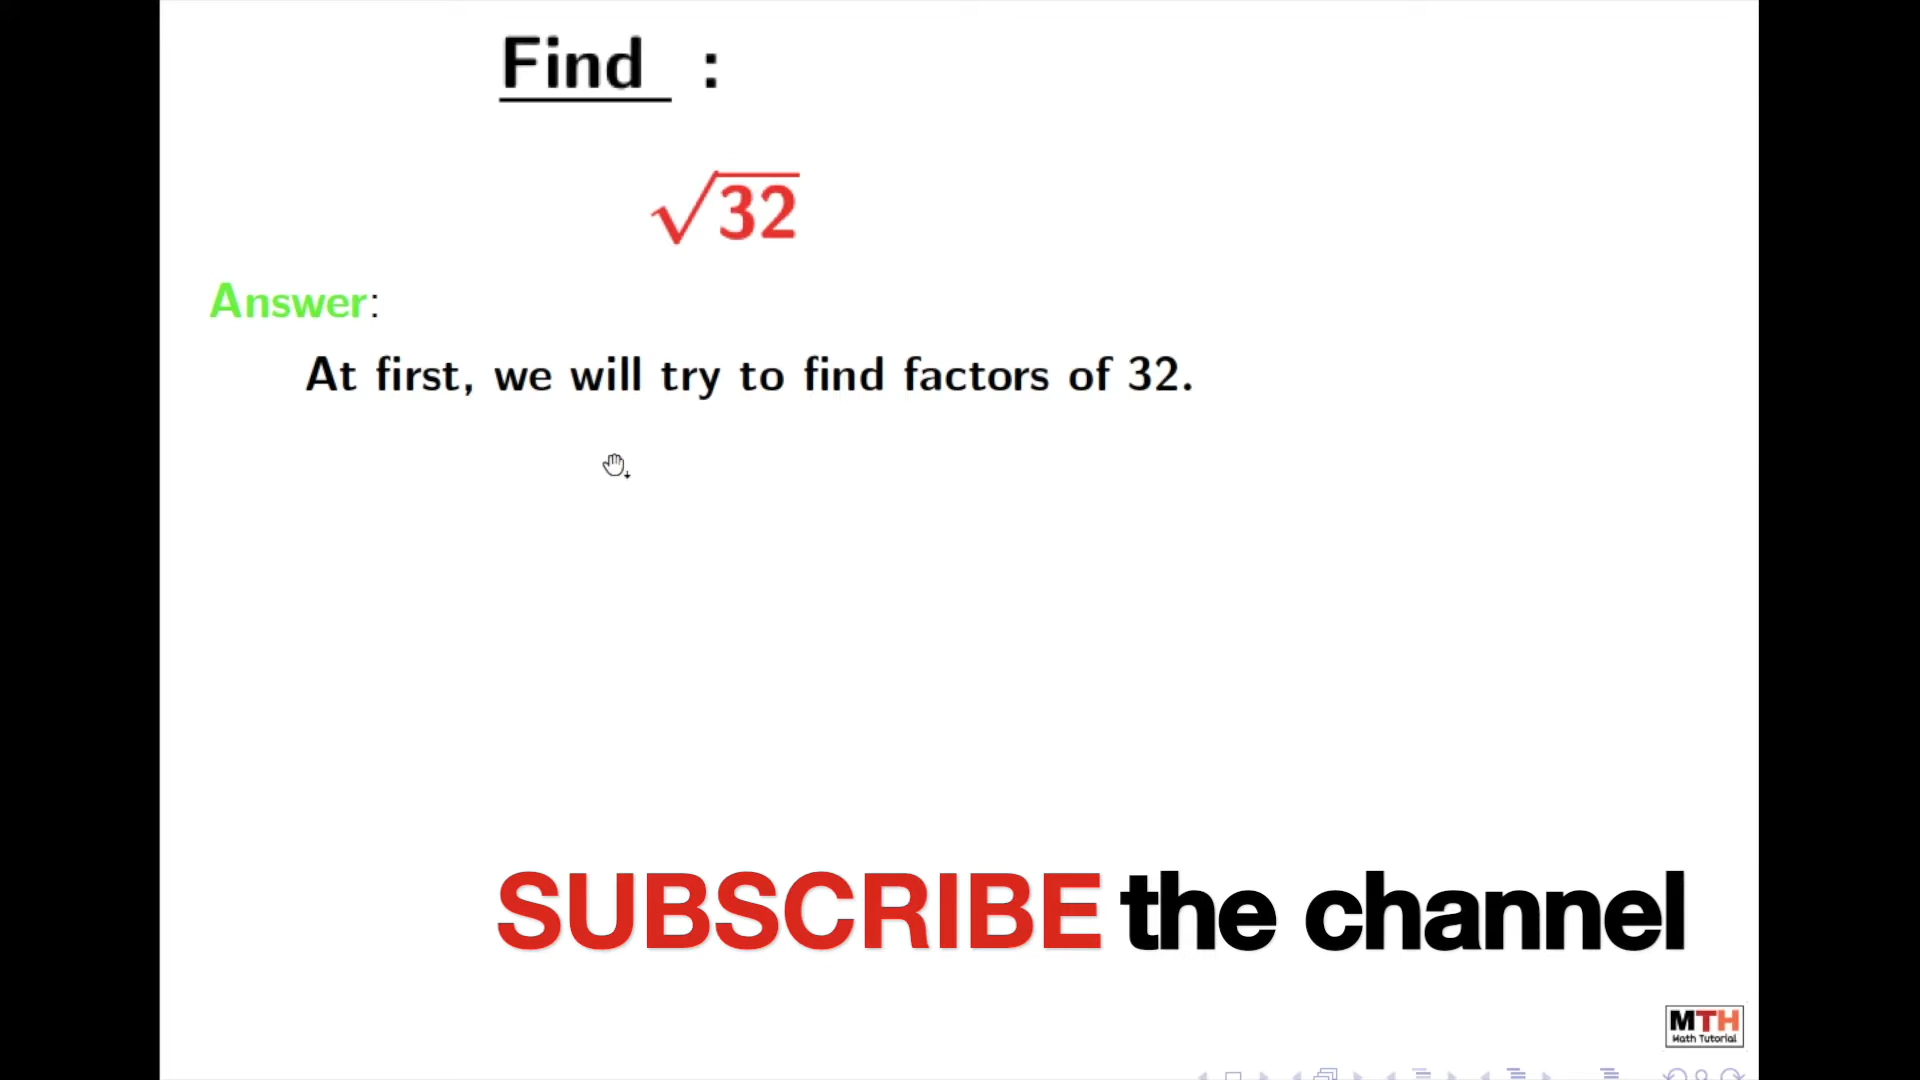 Find :
√32
Answer:
At first, we will try to find factors of 32.
SUBSCRIBE the channel
MTH
Math Tutorial